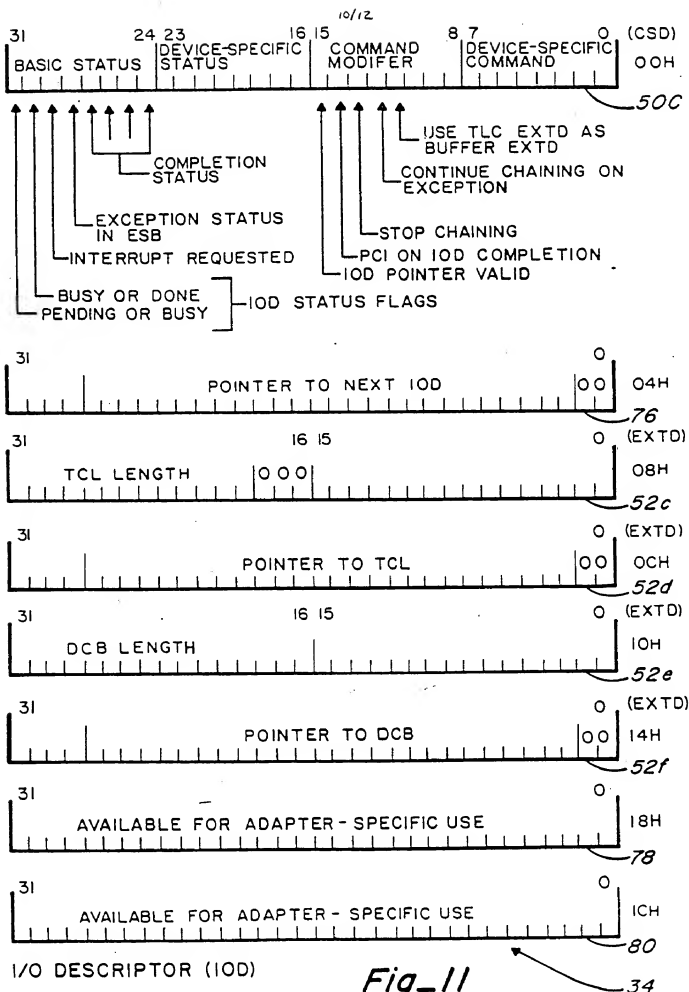 10/12
31 24 23 16 15 8 7 0 (CSD)
BASIC STATUS DEVICE-SPECIFIC STATUS COMMAND MODIFER DEVICE-SPECIFIC COMMAND 00H
50C
USE TLC EXTD AS BUFFER EXTD
COMPLETION STATUS
CONTINUE CHAINING ON EXCEPTION
EXCEPTION STATUS IN ESB
STOP CHAINING
INTERRUPT REQUESTED
PCI ON IOD COMPLETION
IOD POINTER VALID
BUSY OR DONE
PENDING OR BUSY
IOD STATUS FLAGS
31 0
POINTER TO NEXT IOD 00 04H
76
31 16 15 0 (EXTD)
TCL LENGTH 000 08H
52c
31 0 (EXTD)
POINTER TO TCL 00 0CH
52d
31 16 15 0 (EXTD)
DCB LENGTH 10H
52e
31 0 (EXTD)
POINTER TO DCB 00 14H
52f
31 0
AVAILABLE FOR ADAPTER-SPECIFIC USE 18H
78
31 0
AVAILABLE FOR ADAPTER-SPECIFIC USE 1CH
80
I/O DESCRIPTOR (IOD)
Fig_11
34